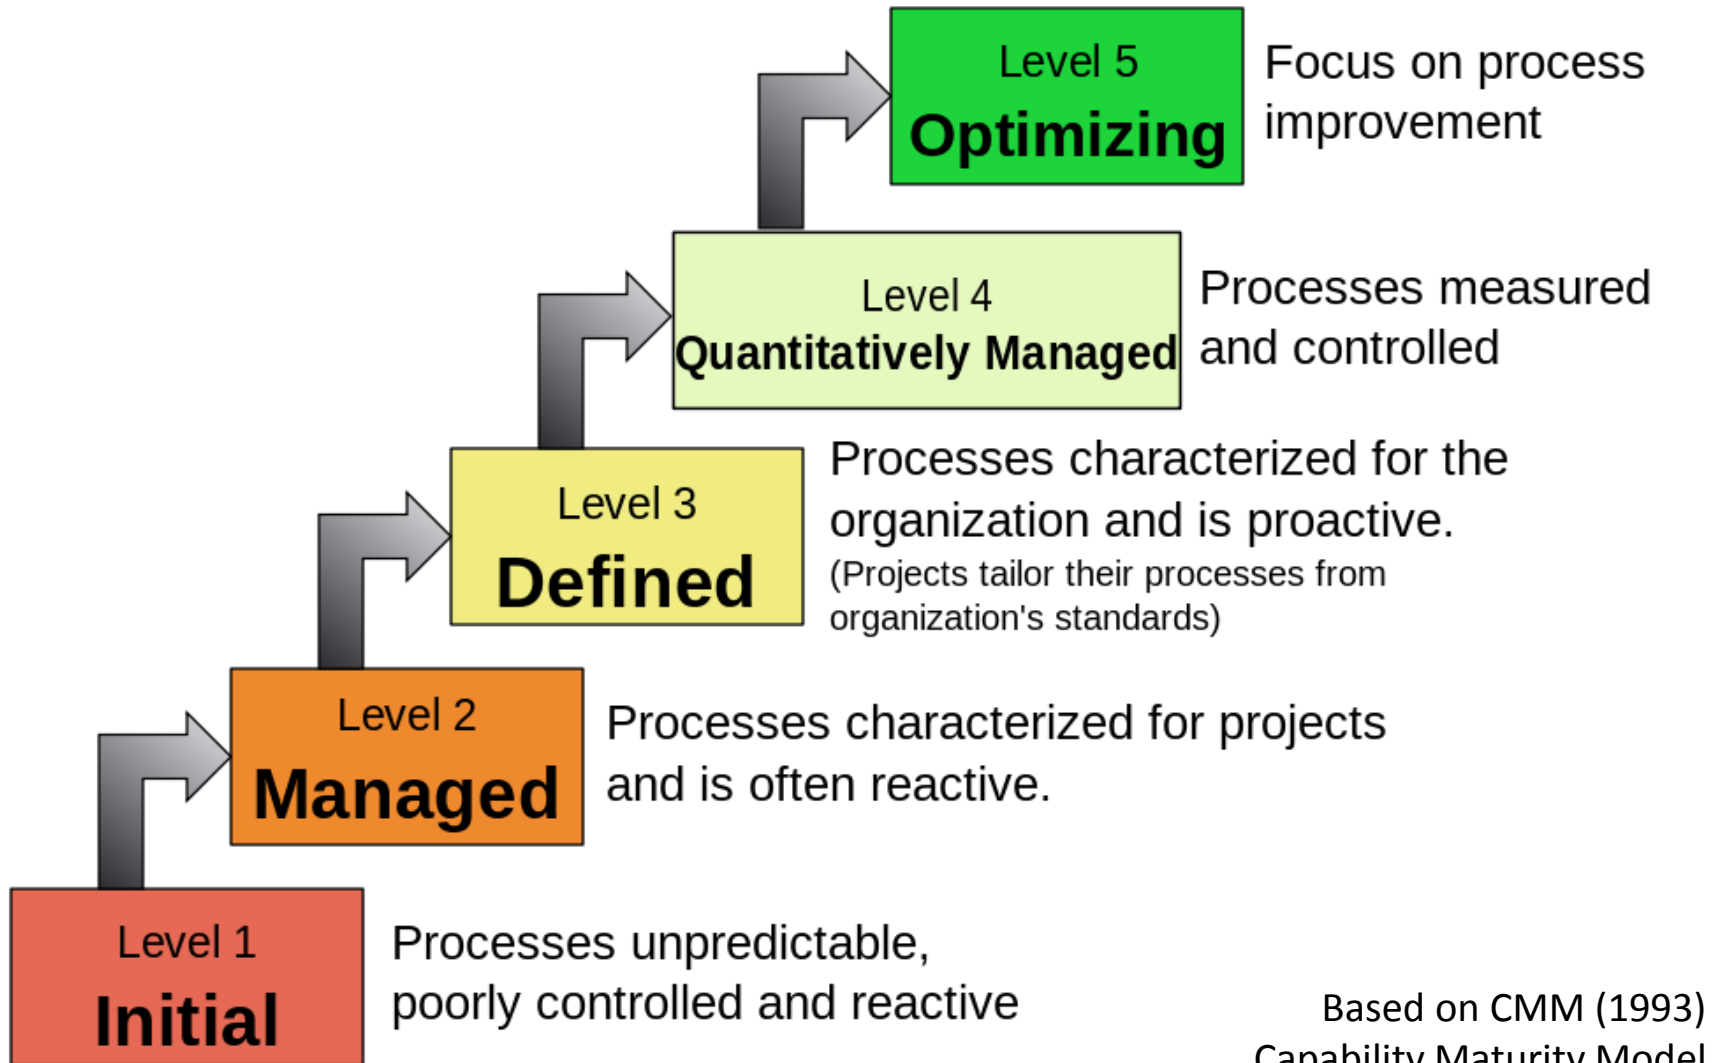 Level 5
Optimizing
Focus on process
improvement
Level 4
Quantitatively Managed
Processes measured
and controlled
Level 3
Defined
Processes characterized for the
organization and is proactive.
(Projects tailor their processes from
organization's standards)
Level 2
Managed
Processes characterized for projects
and is often reactive.
Level 1
Initial
Processes unpredictable,
poorly controlled and reactive
Based on CMM (1993)
Capability Maturity Model